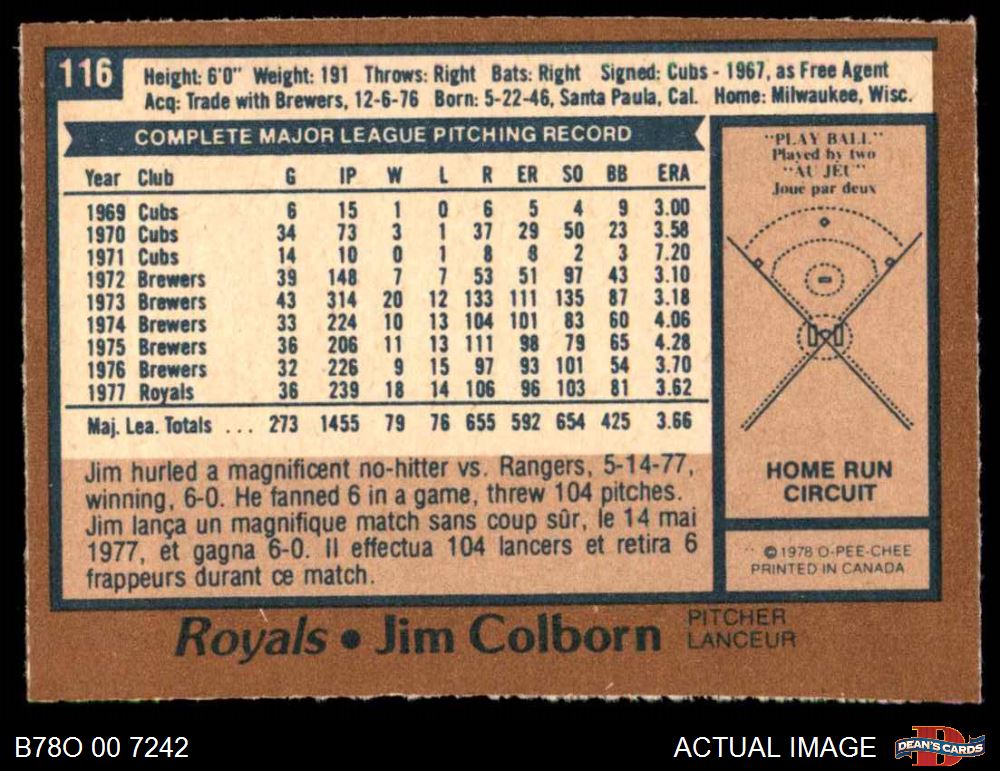 116
Height: 6'0" Weight: 191 Throws: Right Bats: Right Signed: Cubs - 1967, as Free Agent
Acq: Trade with Brewers, 12-6-76 Born: 5-22-46, Santa Paula, Cal. Home: Milwaukee, Wisc.
COMPLETE MAJOR LEAGUE PITCHING RECORD
Year Club G IP W L R ER SO BB ERA
1969 Cubs 6 15 1 0 6 5 4 9 3.00
1970 Cubs 34 73 3 1 37 29 50 23 3.58
1971 Cubs 14 10 0 1 8 8 2 3 7.20
1972 Brewers 39 148 7 7 53 51 97 43 3.10
1973 Brewers 43 314 20 12 133 111 135 87 3.18
1974 Brewers 33 224 10 13 104 101 83 60 4.06
1975 Brewers 36 206 11 13 111 98 79 65 4.28
1976 Brewers 32 226 9 15 97 93 101 54 3.70
1977 Royals 36 239 18 14 106 96 103 81 3.62
Maj. Lea. Totals ... 273 1455 79 76 655 592 654 425 3.66
Jim hurled a magnificent no-hitter vs. Rangers, 5-14-77,
winning, 6-0. He fanned 6 in a game, threw 104 pitches.
Jim lança un magnifique match sans coup sûr, le 14 mai
1977, et gagna 6-0. Il effectua 104 lancers et retira 6
frappeurs durant ce match.
"PLAY BALL"
Played by two
"AU JEU"
Joué par deux
HOME RUN
CIRCUIT
©1978 O-PEE-CHEE
PRINTED IN CANADA
Royals • Jim Colborn
PITCHER
LANCEUR
B78O 00 7242
ACTUAL IMAGE
D
DEAN'S CARDS